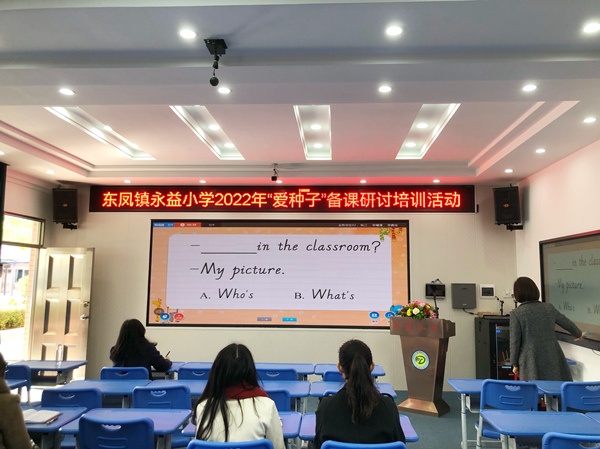 东凤镇永益小学2022年“爱种子”备课研讨培训活动
—________in the classroom?
—My picture.
A. Who's B. What's